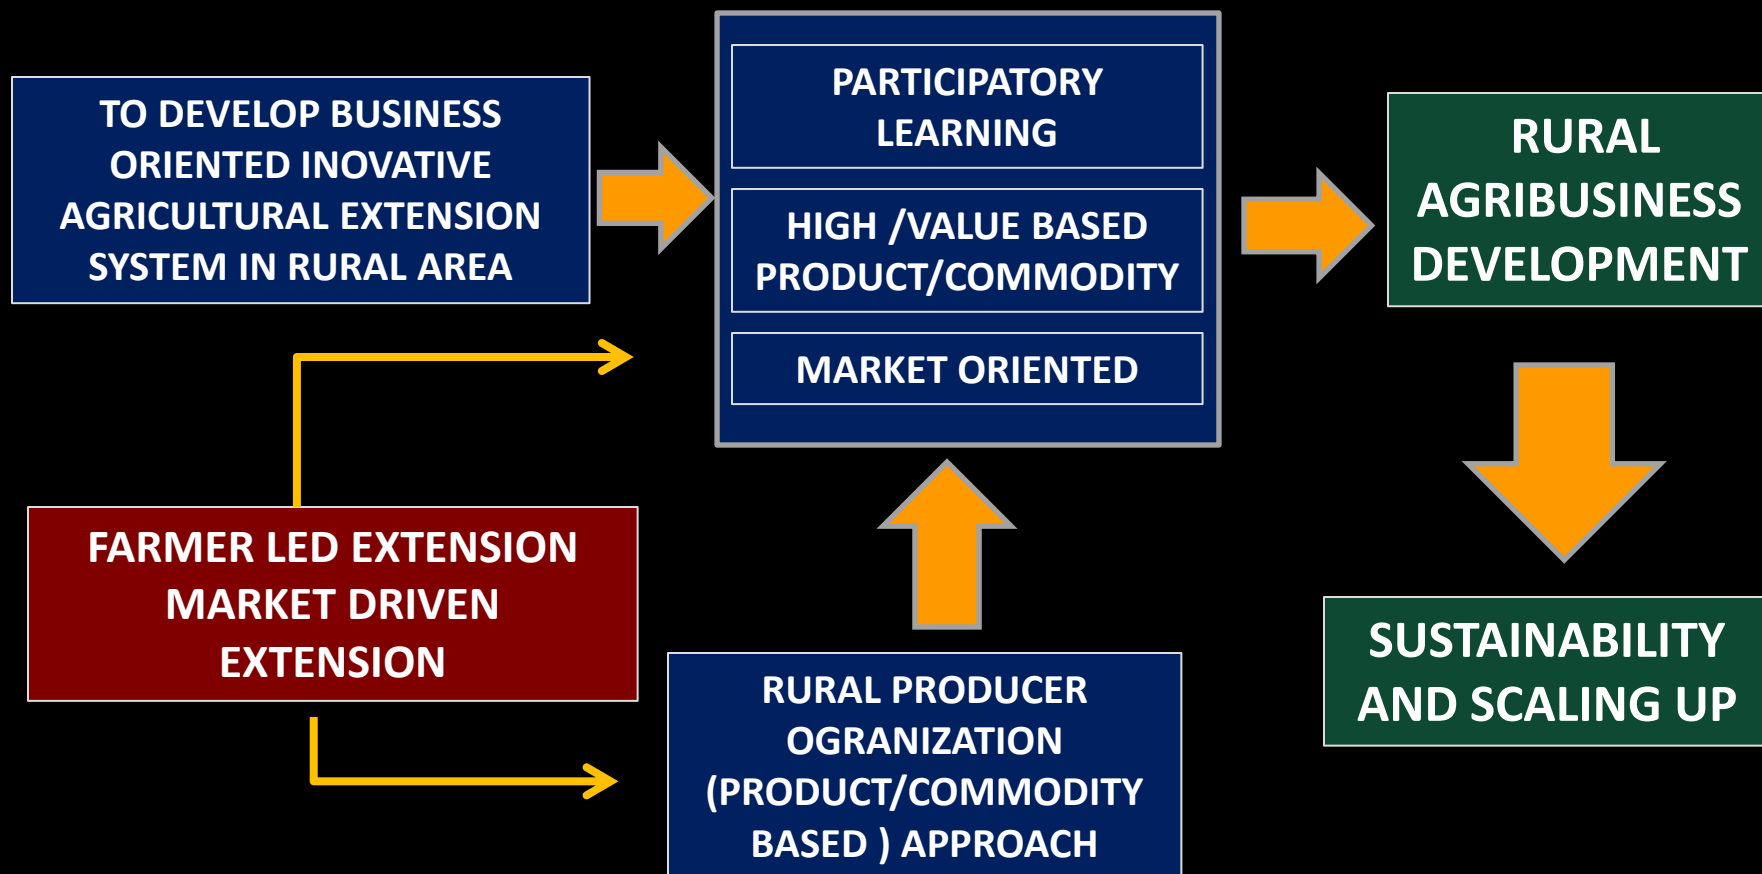 TO DEVELOP BUSINESS
ORIENTED INOVATIVE
AGRICULTURAL EXTENSION
SYSTEM IN RURAL AREA
PARTICIPATORY
LEARNING
HIGH /VALUE BASED
PRODUCT/COMMODITY
MARKET ORIENTED
RURAL
AGRIBUSINESS
DEVELOPMENT
FARMER LED EXTENSION
MARKET DRIVEN
EXTENSION
RURAL PRODUCER
OGRANIZATION
(PRODUCT/COMMODITY
BASED ) APPROACH
SUSTAINABILITY
AND SCALING UP